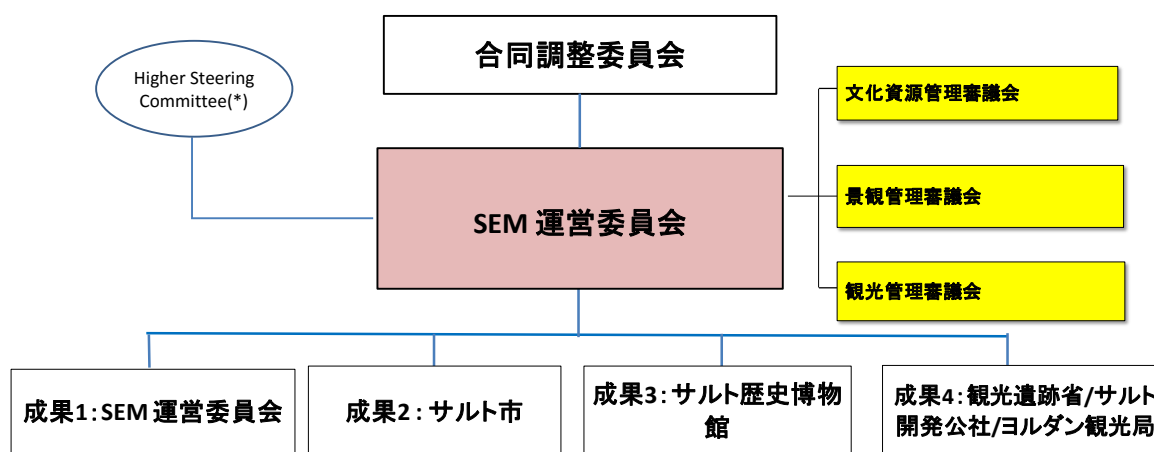 合同調整委員会
Higher Steering
Committee(*)
文化資源管理審議会
SEM 運営委員会
景観管理審議会
観光管理審議会
成果1：SEM 運営委員会
成果2：サルト市
成果3：サルト歴史博物
館
成果4：観光遺跡省/サルト
開発公社/ヨルダン観光局